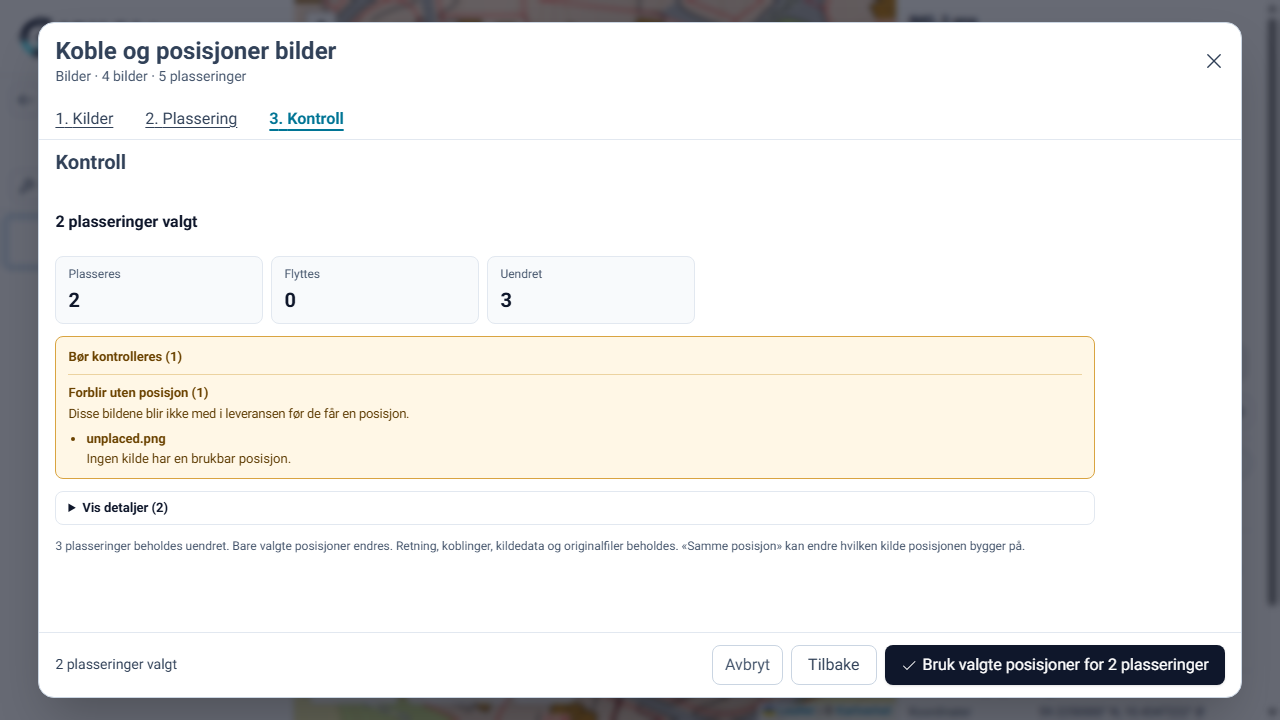 Koble og posisjoner bilder
Bilder · 4 bilder · 5 plasseringer
1. Kilder
2. Plassering
3. Kontroll
Kontroll
2 plasseringer valgt
Plasseres
2
Flyttes
0
Uendret
3
Bør kontrolleres (1)
Forblir uten posisjon (1)
Disse bildene blir ikke med i leveransen før de får en posisjon.
• unplaced.png
Ingen kilde har en brukbar posisjon.
Vis detaljer (2)
3 plasseringer beholdes uendret. Bare valgte posisjoner endres. Retning, koblinger, kildedata og originalfiler beholdes. «Samme posisjon» kan endre hvilken kilde posisjonen bygger på.
2 plasseringer valgt
Avbryt
Tilbake
Bruk valgte posisjoner for 2 plasseringer